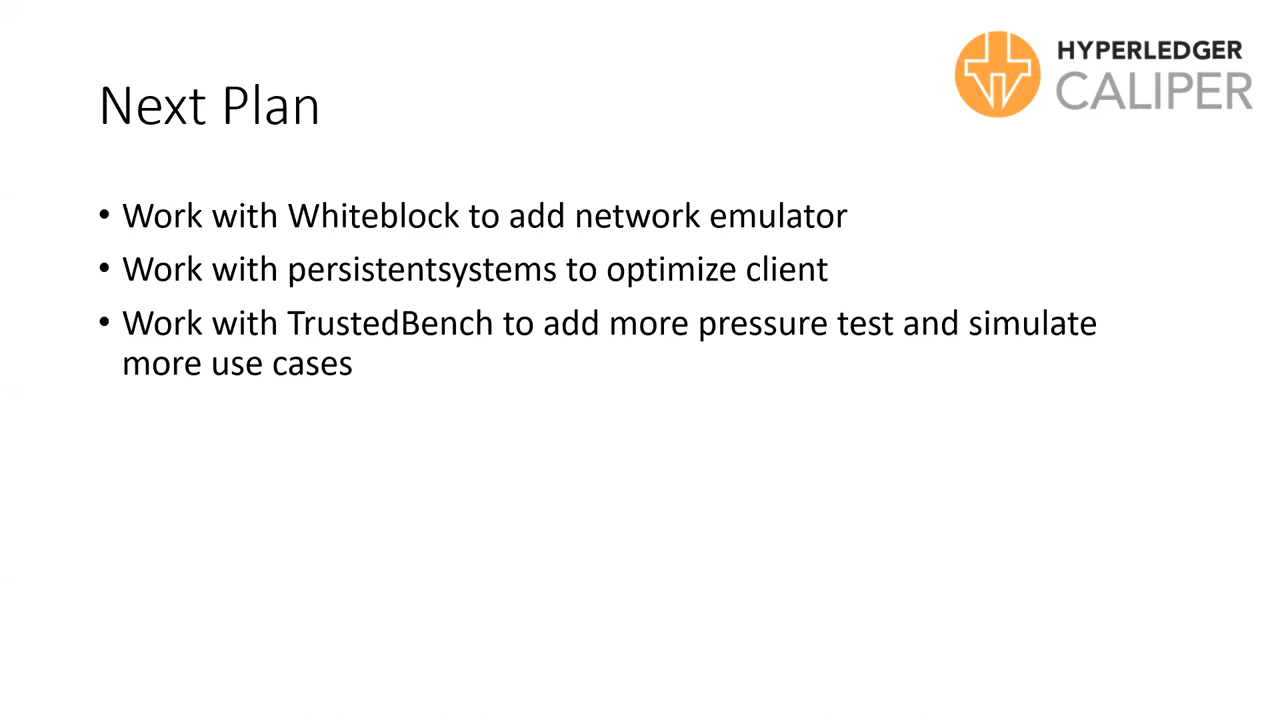 HYPERLEDGER
CALIPER
Next Plan
• Work with Whiteblock to add network emulator
• Work with persistentsystems to optimize client
• Work with TrustedBench to add more pressure test and simulate
more use cases